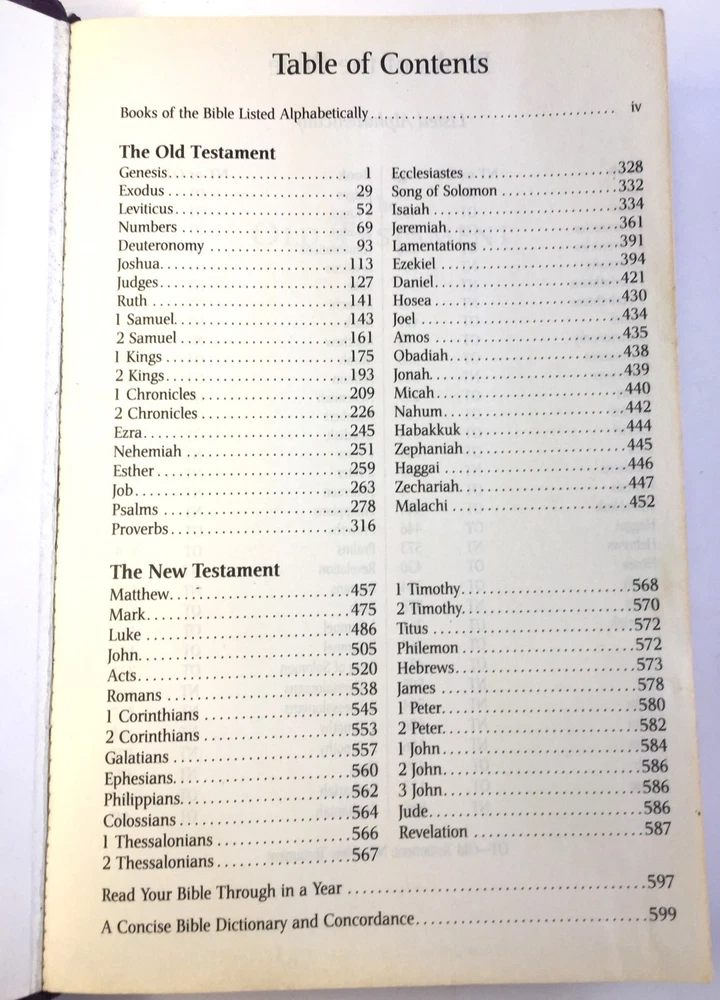 Table of Contents
Books of the Bible Listed Alphabetically.................................... iv
The Old Testament
Genesis........................... 1
Exodus ........................... 29
Leviticus.......................... 52
Numbers ......................... 69
Deuteronomy .................... 93
Joshua............................113
Judges............................127
Ruth .............................141
1 Samuel..........................143
2 Samuel .........................161
1 Kings ...........................175
2 Kings...........................193
1 Chronicles ......................209
2 Chronicles ......................226
Ezra..............................245
Nehemiah ........................251
Esther............................259
Job...............................263
Psalms ...........................278
Proverbs..........................316
Ecclesiastes ......................328
Song of Solomon .................332
Isaiah ............................334
Jeremiah..........................361
Lamentations .....................391
Ezekiel ...........................394
Daniel............................421
Hosea ............................430
Joel ..............................434
Amos .............................435
Obadiah...........................438
Jonah.............................439
Micah ............................440
Nahum............................442
Habakkuk .........................444
Zephaniah.........................445
Haggai ...........................446
Zechariah.........................447
Malachi ..........................452
The New Testament
Matthew...........................457
Mark..............................475
Luke .............................486
John..............................505
Acts..............................520
Romans ...........................538
1 Corinthians .....................545
2 Corinthians .....................553
Galatians .........................557
Ephesians.........................560
Philippians.......................562
Colossians ........................564
1 Thessalonians ...................566
2 Thessalonians...................567
1 Timothy.........................568
2 Timothy.........................570
Titus .............................572
Philemon .........................572
Hebrews...........................573
James ............................578
1 Peter...........................580
2 Peter...........................582
1 John............................584
2 John............................586
3 John............................586
Jude..............................586
Revelation ........................587
Read Your Bible Through in a Year ............................................597
A Concise Bible Dictionary and Concordance...................................599